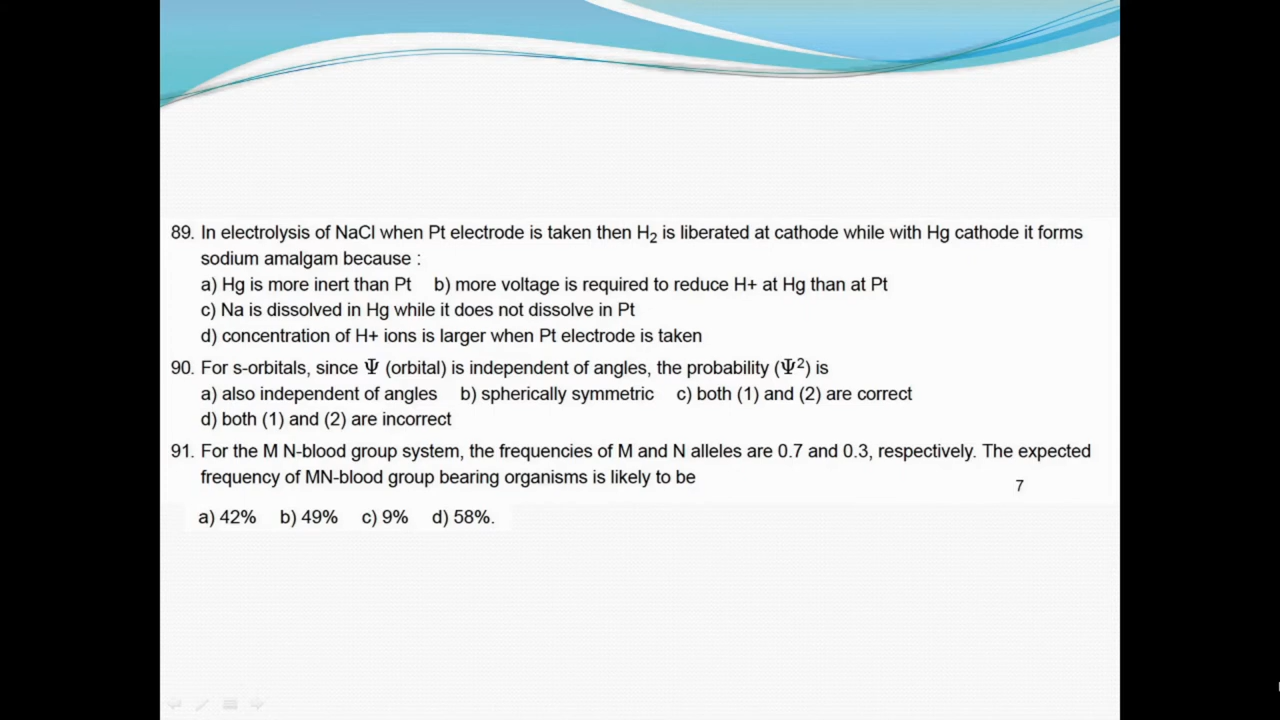 89. In electrolysis of NaCl when Pt electrode is taken then H₂ is liberated at cathode while with Hg cathode it forms
sodium amalgam because :
a) Hg is more inert than Pt b) more voltage is required to reduce H+ at Hg than at Pt
c) Na is dissolved in Hg while it does not dissolve in Pt
d) concentration of H+ ions is larger when Pt electrode is taken
90. For s-orbitals, since Ψ (orbital) is independent of angles, the probability (Ψ²) is
a) also independent of angles b) spherically symmetric c) both (1) and (2) are correct
d) both (1) and (2) are incorrect
91. For the M N-blood group system, the frequencies of M and N alleles are 0.7 and 0.3, respectively. The expected
frequency of MN-blood group bearing organisms is likely to be
7
a) 42% b) 49% c) 9% d) 58%.